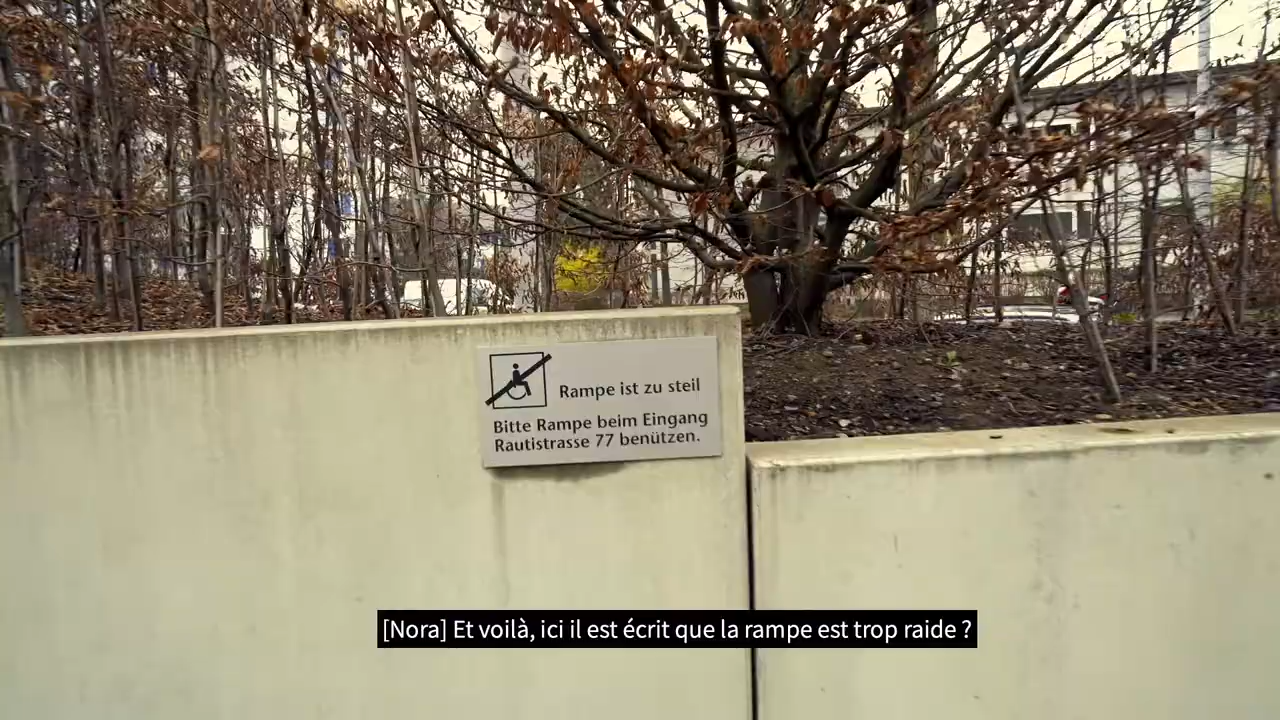 Rampe ist zu steil
Bitte Rampe beim Eingang
Rautistrasse 77 benützen.
[Nora] Et voilà, ici il est écrit que la rampe est trop raide ?